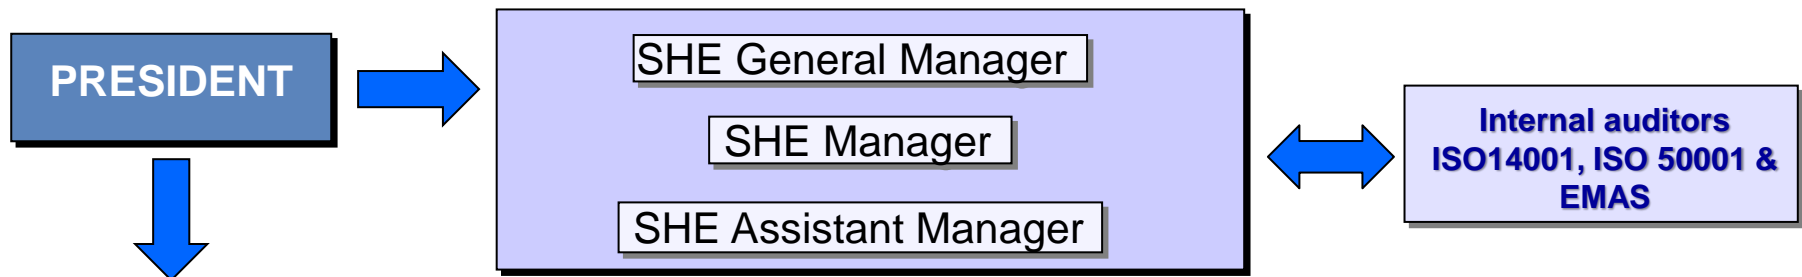 PRESIDENT
SHE General Manager
SHE Manager
SHE Assistant Manager
Internal auditors
ISO14001, ISO 50001 &
EMAS